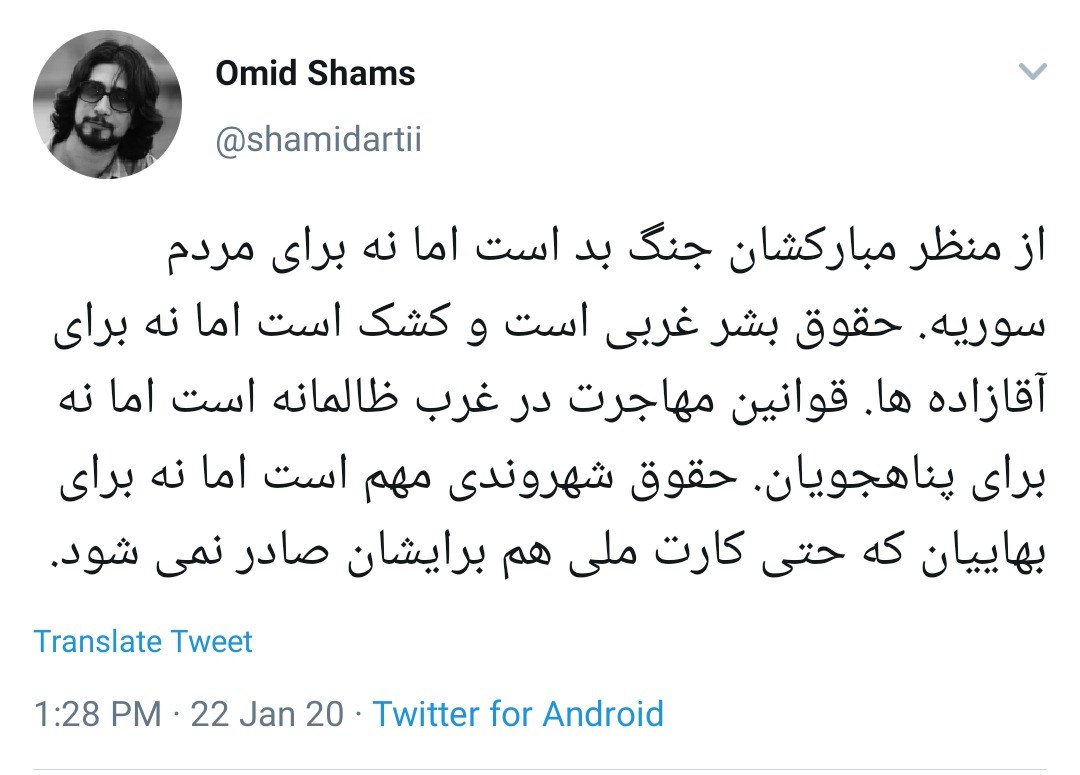 Omid Shams
@shamidartii
از منظر مبارکشان جنگ بد است اما نه برای مردم
سوریه. حقوق بشر غربی است و کشک است اما نه برای
آقازاده ها. قوانین مهاجرت در غرب ظالمانه است اما نه
برای پناهجویان. حقوق شهروندی مهم است اما نه برای
بهاییان که حتی کارت ملی هم برایشان صادر نمی شود.
Translate Tweet
1:28 PM · 22 Jan 20 · Twitter for Android